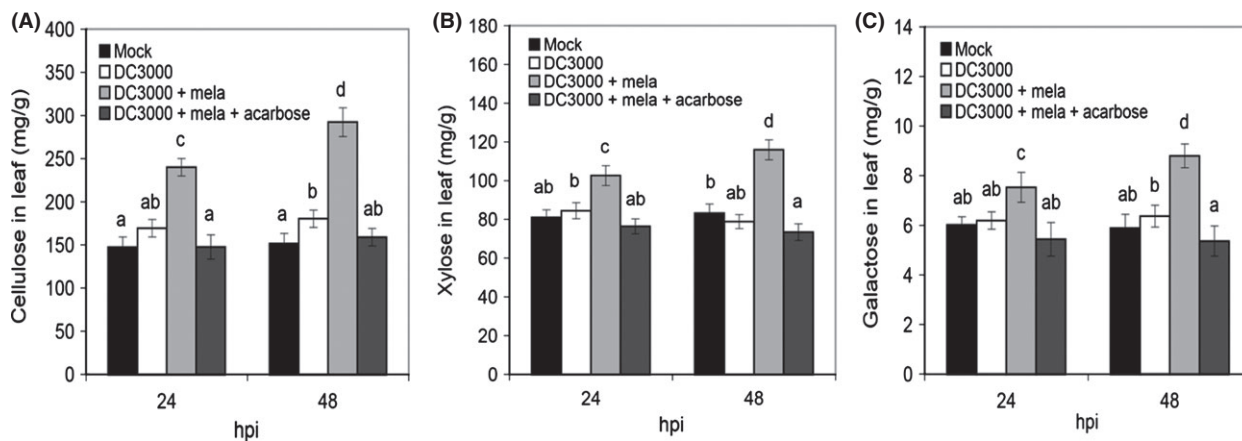 (A)
Cellulose in leaf (mg/g)
400
350
300
250
200
150
100
50
0
Mock
DC3000
DC3000 + mela
DC3000 + mela + acarbose
a
ab
c
a
a
b
d
ab
24
48
hpi
(B)
Xylose in leaf (mg/g)
180
160
140
120
100
80
60
40
20
0
Mock
DC3000
DC3000 + mela
DC3000 + mela + acarbose
ab
b
c
ab
b
ab
d
a
24
48
hpi
(C)
Galactose in leaf (mg/g)
14
12
10
8
6
4
2
0
Mock
DC3000
DC3000 + mela
DC3000 + mela + acarbose
ab
ab
c
ab
ab
b
d
a
24
48
hpi